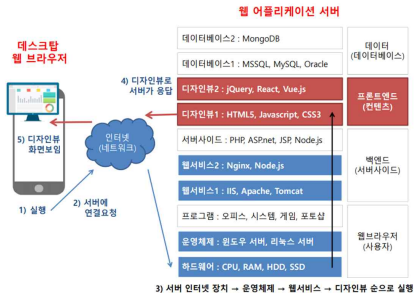 웹 어플리케이션 서버
데스크탑
웹 브라우저
데이터베이스2 : MongoDB
데이터베이스1 : MSSQL, MySQL, Oracle
데이터
(데이터베이스)
4) 디자인뷰로
서버가 응답
디자인뷰2 : jQuery, React, Vue.js
디자인뷰1 : HTML5, Javascript, CSS3
프론트엔드
(컨텐츠)
5) 디자인뷰
화면보임
인터넷
(네트워크)
서버사이드 : PHP, ASP.net, JSP, Node.js
웹서비스2 : Nginx, Node.js
웹서비스1 : IIS, Apache, Tomcat
백엔드
(서버사이드)
1) 실행
2) 서버에
연결요청
프로그램 : 오피스, 시스템, 게임, 포토샵
운영체제 : 윈도우 서버, 리눅스 서버
하드웨어 : CPU, RAM, HDD, SSD
웹브라우저
(사용자)
3) 서버 인터넷 장치 → 운영체제 → 웹서비스 → 디자인뷰 순으로 실행